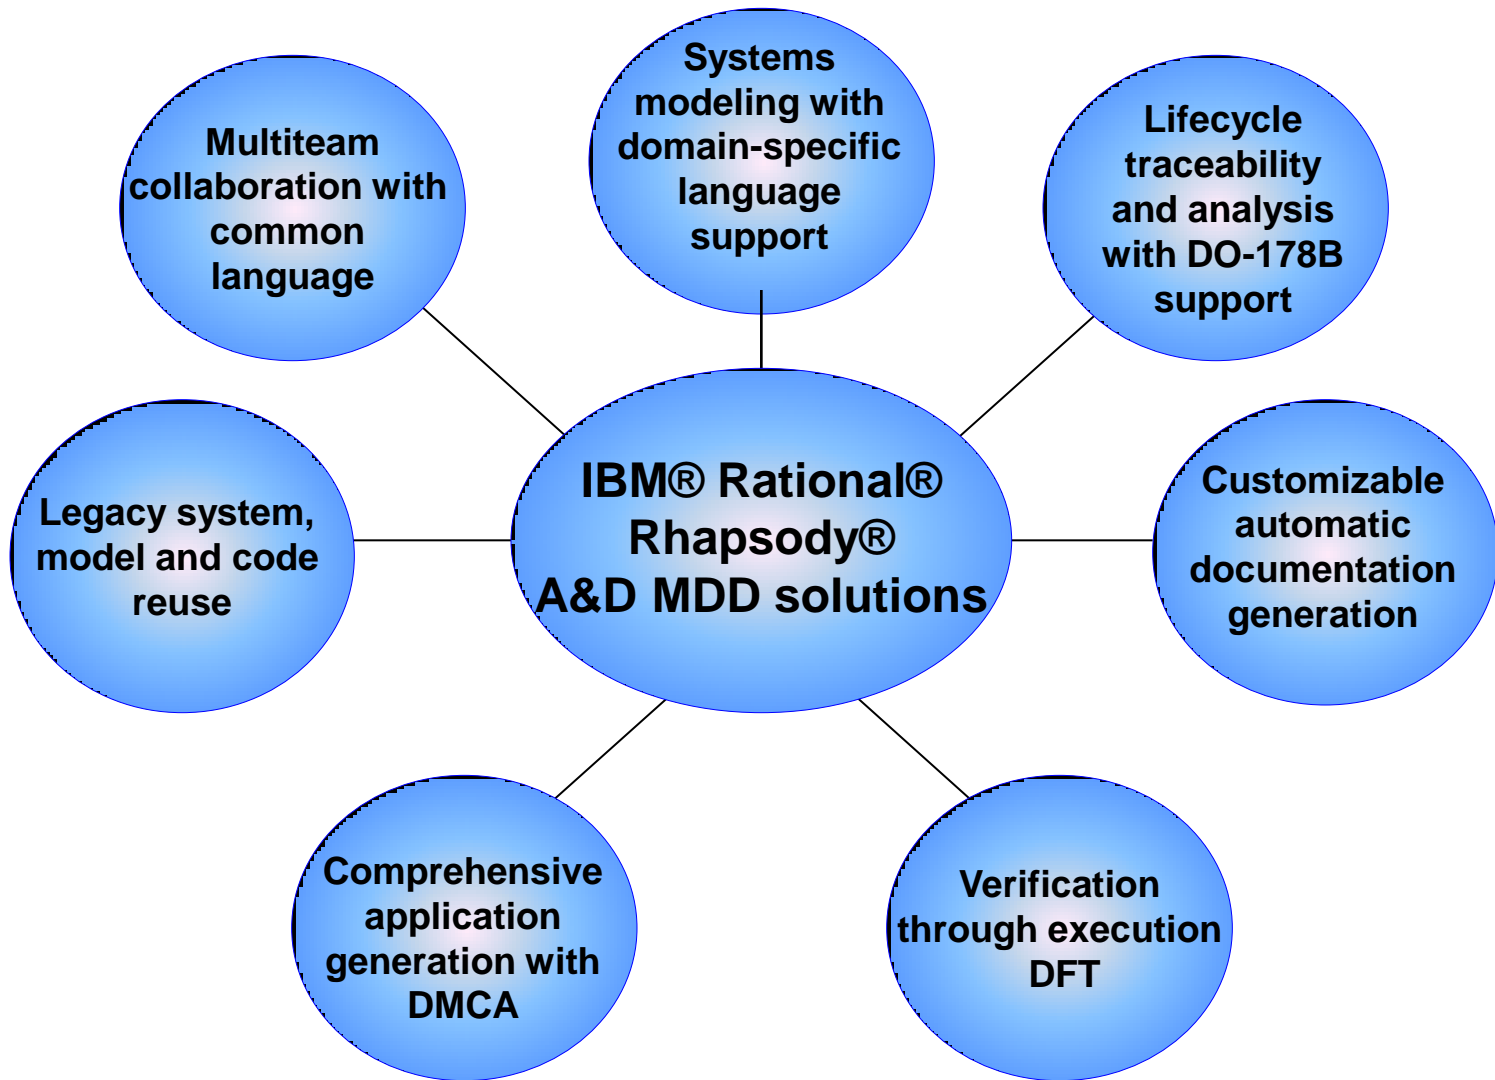 Systems
modeling with
domain-specific
language
support
Multiteam
collaboration with
common
language
Lifecycle
traceability
and analysis
with DO-178B
support
Legacy system,
model and code
reuse
IBM® Rational®
Rhapsody®
A&D MDD solutions
Customizable
automatic
documentation
generation
Comprehensive
application
generation with
DMCA
Verification
through execution
DFT